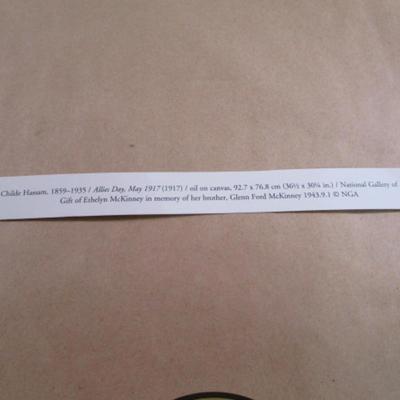 Childe Hassam, 1859–1935 / Allies Day, May 1917 (1917) / oil on canvas, 92.7 x 76.8 cm (36½ x 30¼ in.) / National Gallery of
Gift of Ethelyn McKinney in memory of her brother, Glenn Ford McKinney 1943.9.1 © NGA